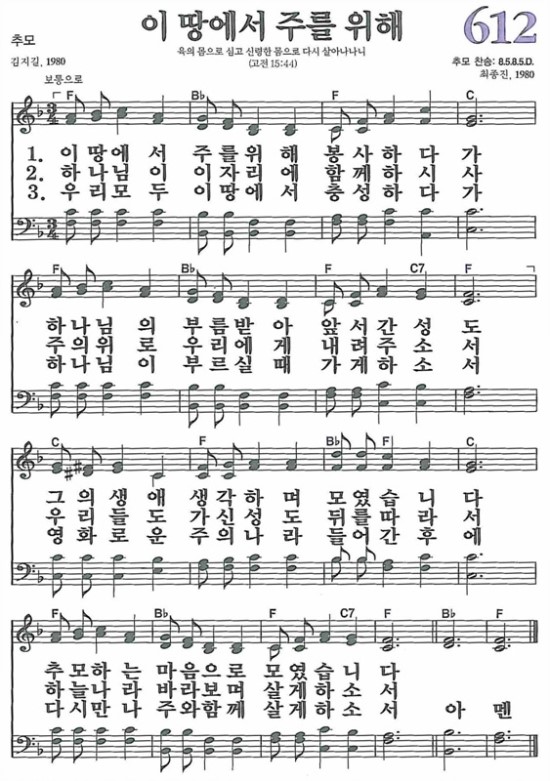 추모
이 땅에서 주를 위해
612
육의 몸으로 심고 신령한 몸으로 다시 살아나나니
(고전 15:44)
김지길, 1980
추모 찬송: 8.5.8.5.D.
최종진, 1980
보통으로
F B♭ F C
1. 이 땅에 서 주를위 해 봉사하다 가
2. 하나님 이 이자리 에 함께하시 사
3. 우리모 두 이땅에 서 충성하다 가
F B♭ F C7 F
하나님 의 부름받 아 앞서간성 도
주의위 로 우리에 게 내려주소 서
하나님 이 부르실 때 가게하소 서
C F B♭ F C
그의생 애 생각하 며 모였습니 다
우리들 도 가신성 도 뒤를따라 서
영화로 운 주의나 라 들어간후 에
F B♭ F C7 F B♭ F
추모하 는 마음으 로 모였습니 다
하늘나 라 바라보 며 살게하소 서
다시만 나 주와함 께 살게하소 서 아 멘